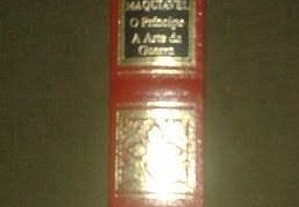 MAQUIAVEL
O Príncipe
A Arte da
Guerra